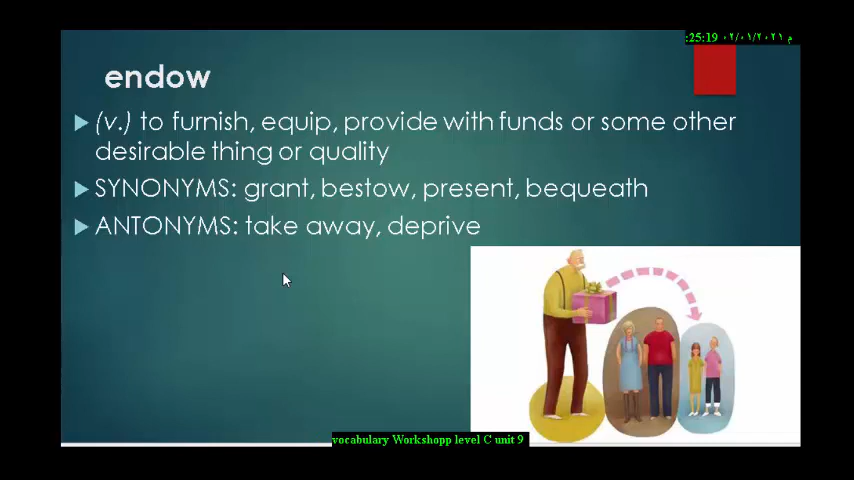 :25:19 ٠٢/٠١/٢٠٢١ م
endow
(v.) to furnish, equip, provide with funds or some other
desirable thing or quality
SYNONYMS: grant, bestow, present, bequeath
ANTONYMS: take away, deprive
vocabulary Workshopp level C unit 9